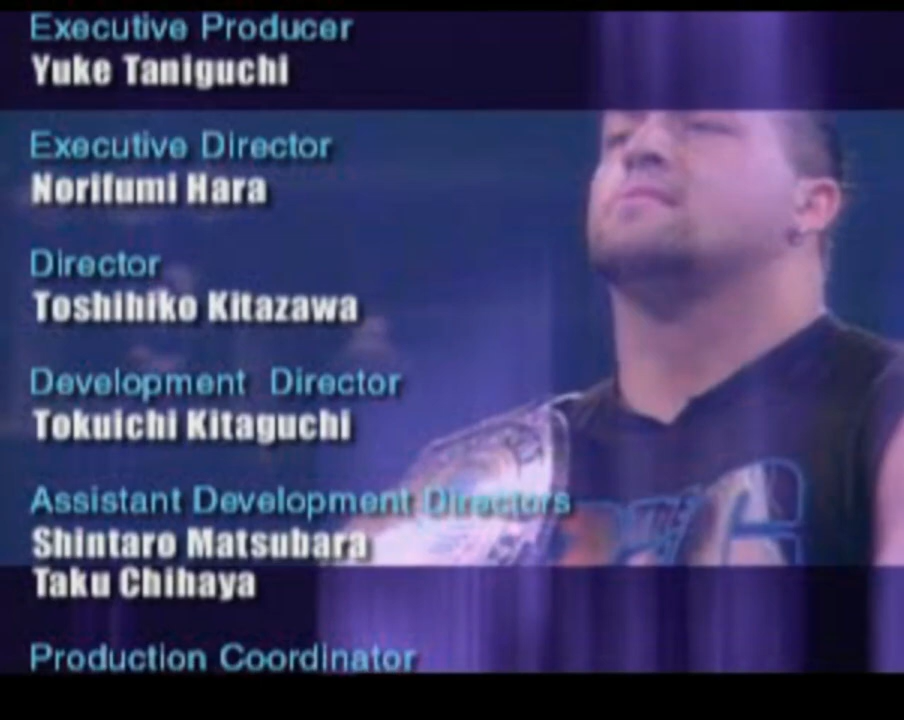 Executive Producer
Yuke Taniguchi
Executive Director
Norifumi Hara
Director
Toshihiko Kitazawa
Development Director
Tokuichi Kitaguchi
Assistant Development Directors
Shintaro Matsubara
Taku Chihaya
Production Coordinator